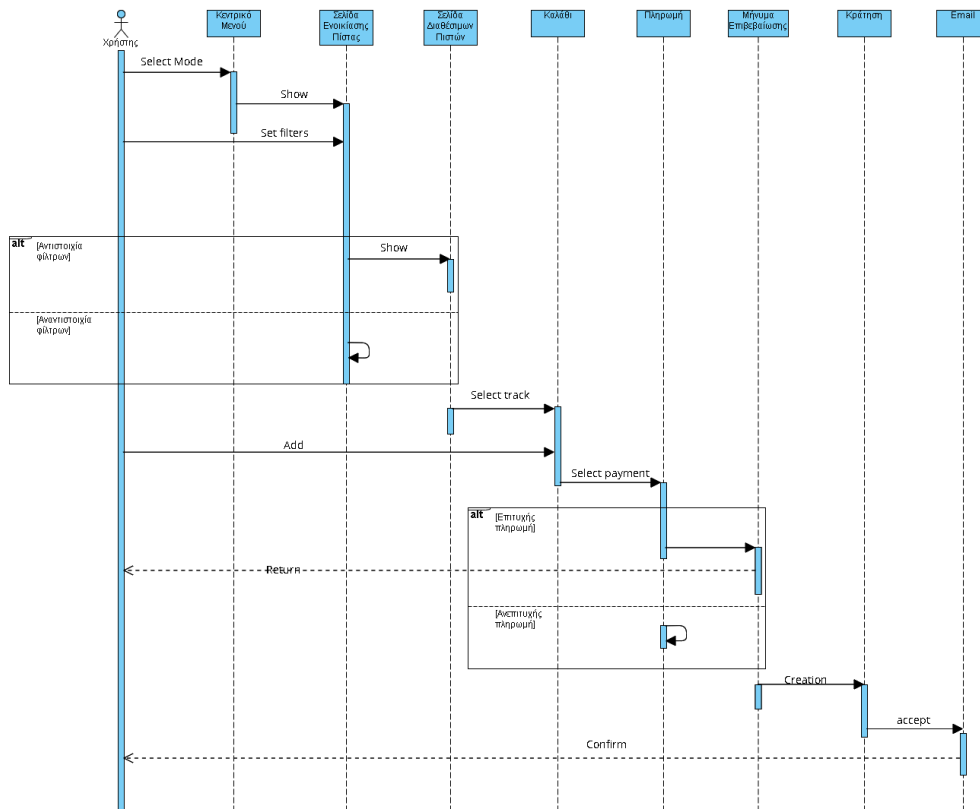 Χρήστης
Κεντρικό
Μενού
Σελίδα
Ενοικίασης
Πίστας
Σελίδα
Διαθέσιμων
Πιστών
Καλάθι
Πληρωμή
Μήνυμα
Επιβεβαίωσης
Κράτηση
Email
Select Mode
Show
Set filters
alt
[Αντιστοιχία
φίλτρων]
Show
[Αναντιστοιχία
φίλτρων]
Select track
Add
Select payment
alt
[Επιτυχής
πληρωμή]
Return
[Ανεπιτυχής
πληρωμή]
Creation
accept
Confirm